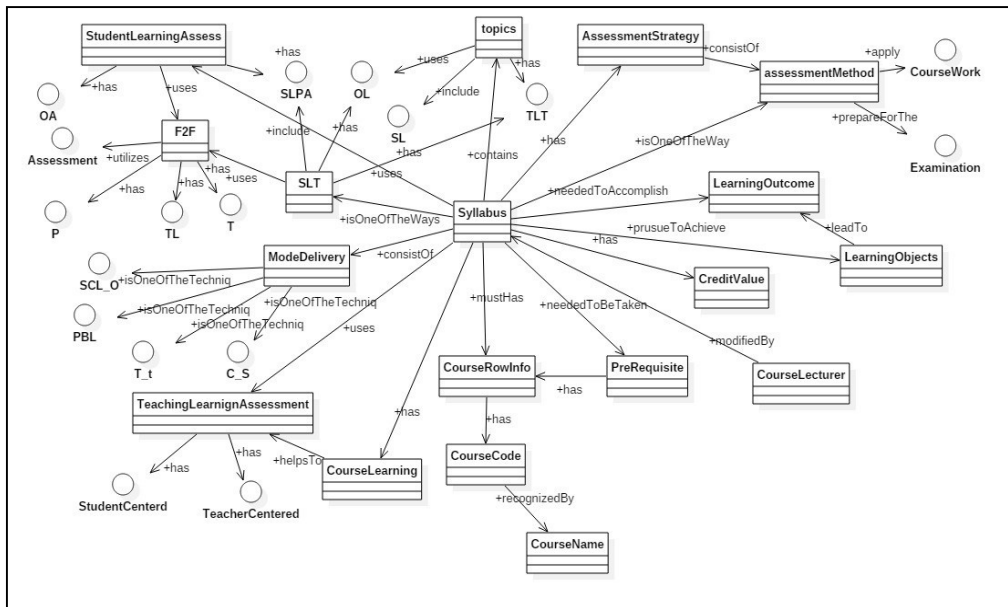 StudentLearningAssess
topics
AssessmentStrategy
+has
+uses
+has
+consistOf
+apply
assessmentMethod
CourseWork
SLPA
OL
+include
+has
+uses
OA
TLT
+prepareForThe
F2F
+include
+has
SL
+has
+isOneOfTheWay
Assessment
+utilizes
+has
+has
+contains
Examination
+has
+uses
SLT
+uses
+neededToAccomplish
LearningOutcome
+has
P
TL
T
+isOneOfTheWays
Syllabus
+prusueToAchieve
+leadTo
ModeDelivery
+consistOf
+has
LearningObjects
SCL_O
+isOneOfTheTechniq
CreditValue
+isOneOfTheTechniq
+isOneOfTheTechniq
+mustHas
+neededToBeTaken
PBL
+isOneOfTheTechniq
+uses
+modifiedBy
T_t
C_S
CourseRowInfo
PreRequisite
CourseLecturer
+has
TeachingLearnignAssessment
+has
+has
+has
+has
+helpsTo
CourseLearning
CourseCode
StudentCenterd
TeacherCentered
+recognizedBy
CourseName